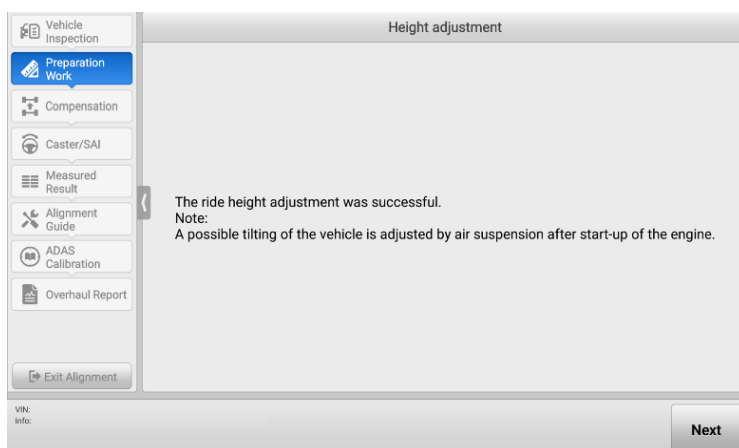 Vehicle
Inspection
Height adjustment
Preparation
Work
Compensation
Caster/SAI
Measured
Result
Alignment
Guide
ADAS
Calibration
Overhaul Report
Exit Alignment
The ride height adjustment was successful.
Note:
A possible tilting of the vehicle is adjusted by air suspension after start-up of the engine.
VIN:
Info:
Next